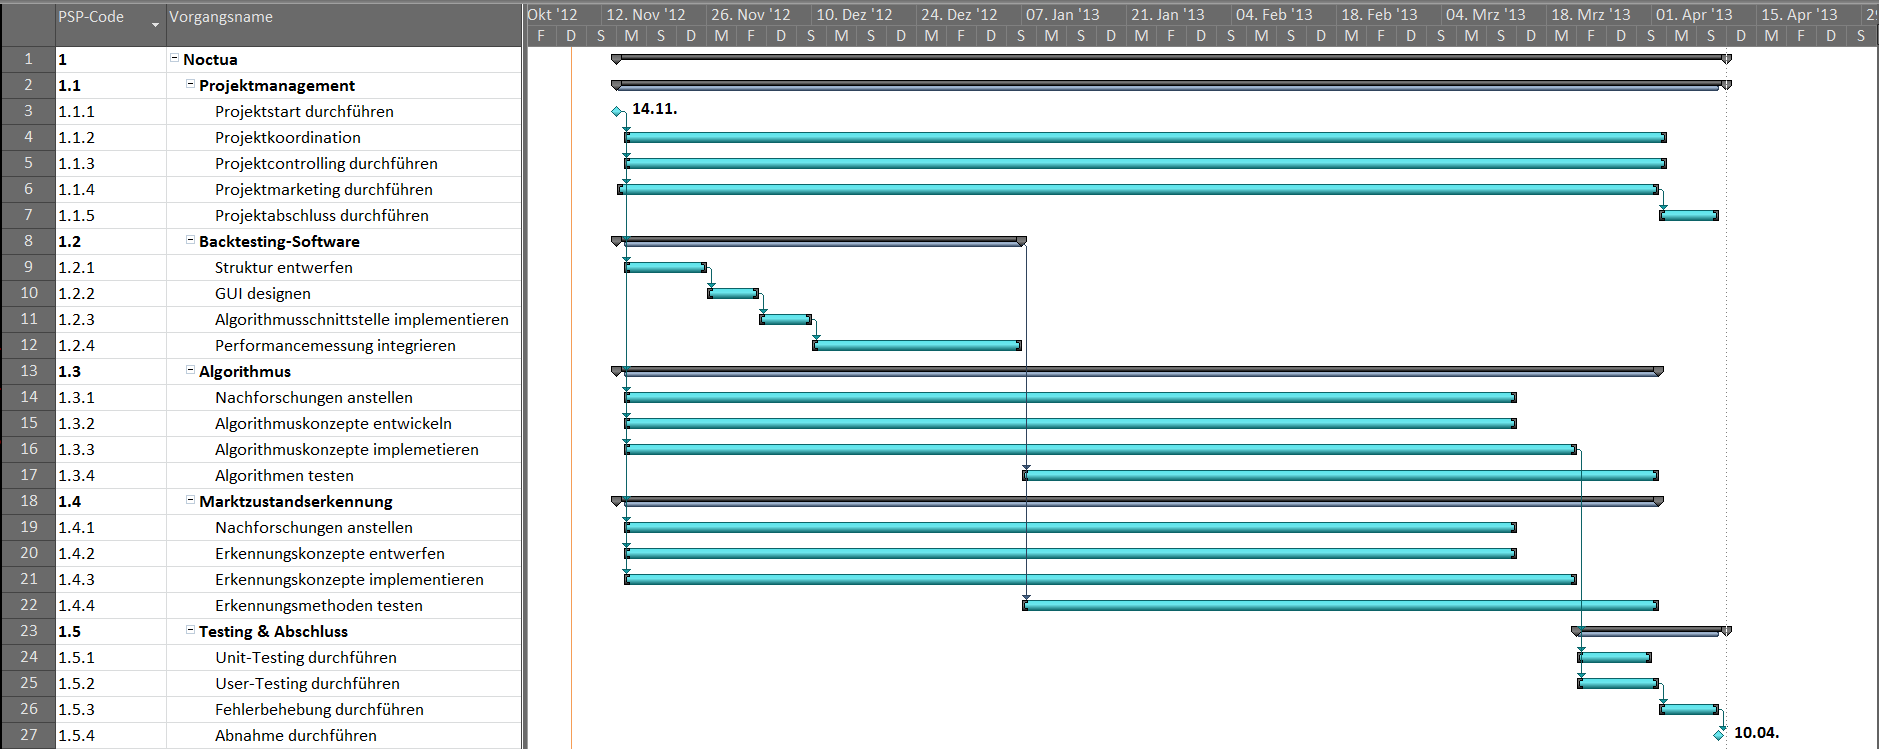 PSP-Code Vorgangsname Okt '12 12. Nov '12 26. Nov '12 10. Dez '12 24. Dez '12 07. Jan '13 21. Jan '13 04. Feb '13 18. Feb '13 04. Mrz '13 18. Mrz '13 01. Apr '13 15. Apr '13 29
F D S M S D M F D S M S D M F D S M S D M F D S M S D M F D S M S D M F D S M S D M F D S
1 1 Noctua
2 1.1 Projektmanagement
3 1.1.1 Projektstart durchführen 14.11.
4 1.1.2 Projektkoordination
5 1.1.3 Projektcontrolling durchführen
6 1.1.4 Projektmarketing durchführen
7 1.1.5 Projektabschluss durchführen
8 1.2 Backtesting-Software
9 1.2.1 Struktur entwerfen
10 1.2.2 GUI designen
11 1.2.3 Algorithmusschnittstelle implementieren
12 1.2.4 Performancemessung integrieren
13 1.3 Algorithmus
14 1.3.1 Nachforschungen anstellen
15 1.3.2 Algorithmuskonzepte entwickeln
16 1.3.3 Algorithmuskonzepte implemetieren
17 1.3.4 Algorithmen testen
18 1.4 Marktzustandserkennung
19 1.4.1 Nachforschungen anstellen
20 1.4.2 Erkennungskonzepte entwerfen
21 1.4.3 Erkennungskonzepte implementieren
22 1.4.4 Erkennungsmethoden testen
23 1.5 Testing & Abschluss
24 1.5.1 Unit-Testing durchführen
25 1.5.2 User-Testing durchführen
26 1.5.3 Fehlerbehebung durchführen
27 1.5.4 Abnahme durchführen 10.04.